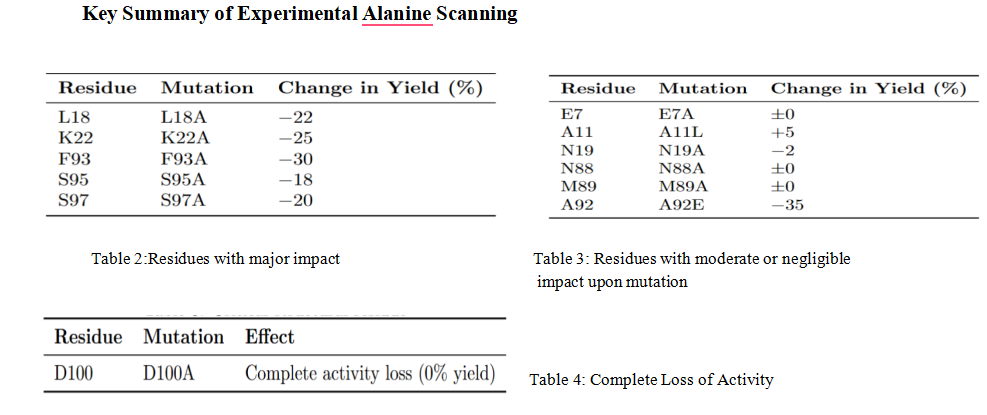 Key Summary of Experimental Alanine Scanning
Residue Mutation Change in Yield (%)
L18 L18A −22
K22 K22A −25
F93 F93A −30
S95 S95A −18
S97 S97A −20
Table 2:Residues with major impact
Residue Mutation Change in Yield (%)
E7 E7A ±0
A11 A11L +5
N19 N19A −2
N88 N88A ±0
M89 M89A ±0
A92 A92E −35
Table 3: Residues with moderate or negligible
impact upon mutation
Residue Mutation Effect
D100 D100A Complete activity loss (0% yield)
Table 4: Complete Loss of Activity